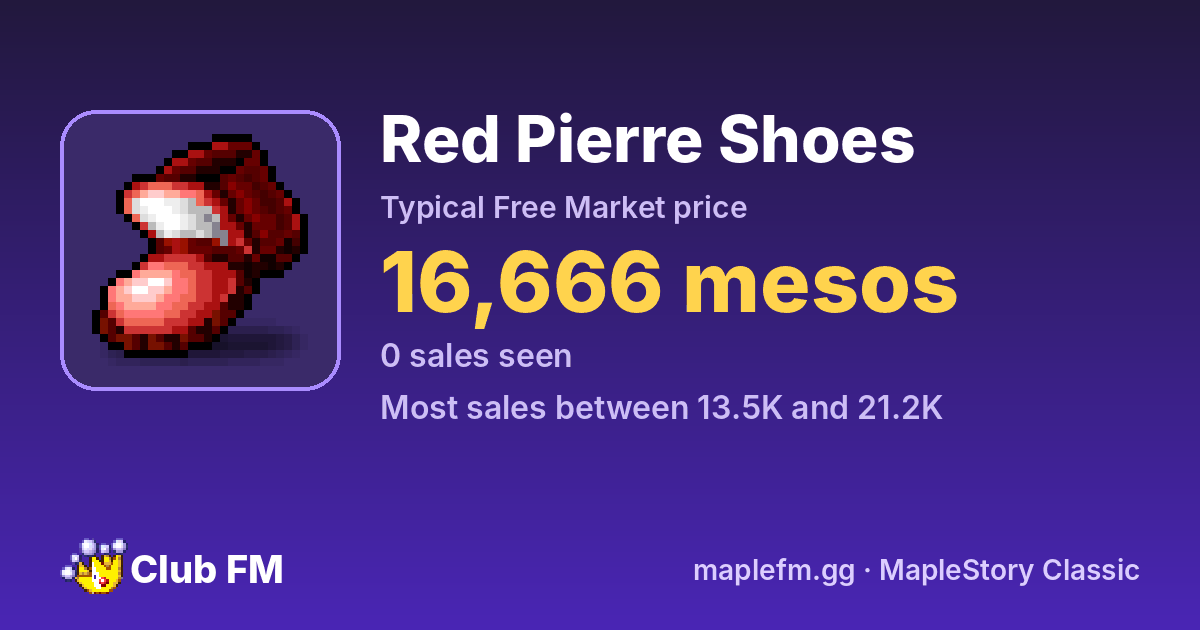 Red Pierre Shoes
Typical Free Market price
16,666 mesos
0 sales seen
Most sales between 13.5K and 21.2K
Club FM
maplefm.gg · MapleStory Classic